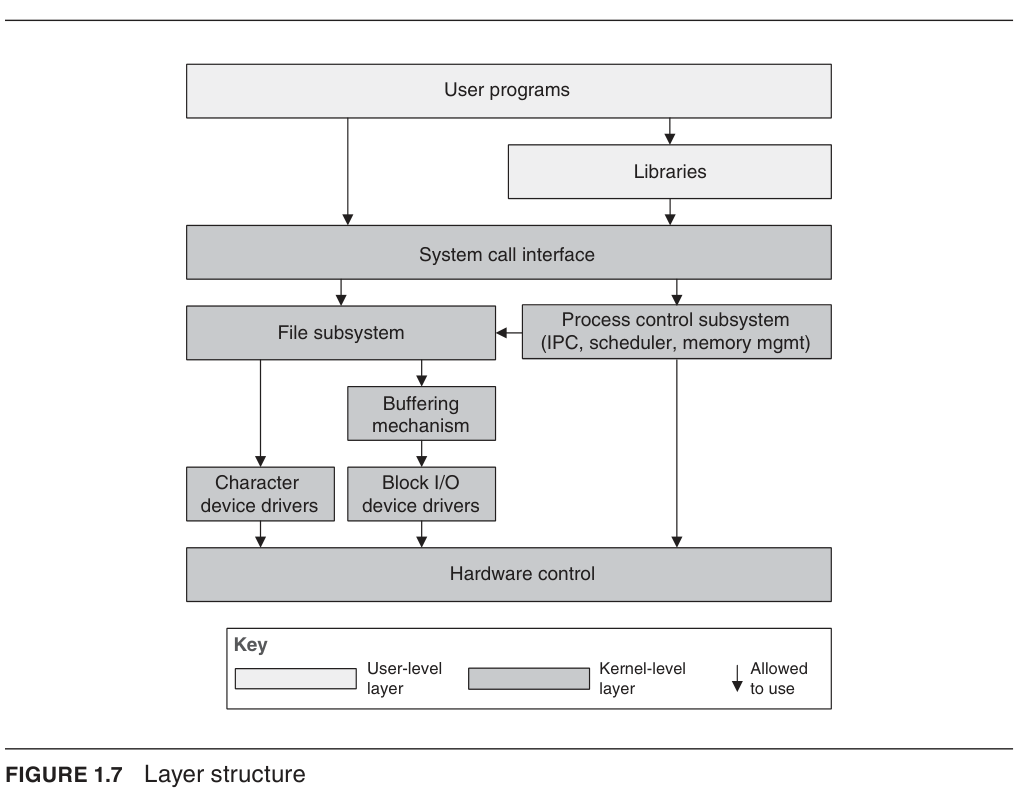 User programs
Libraries
System call interface
File subsystem
Process control subsystem
(IPC, scheduler, memory mgmt)
Buffering
mechanism
Character
device drivers
Block I/O
device drivers
Hardware control
Key
User-level
layer
Kernel-level
layer
Allowed
to use
FIGURE 1.7 Layer structure